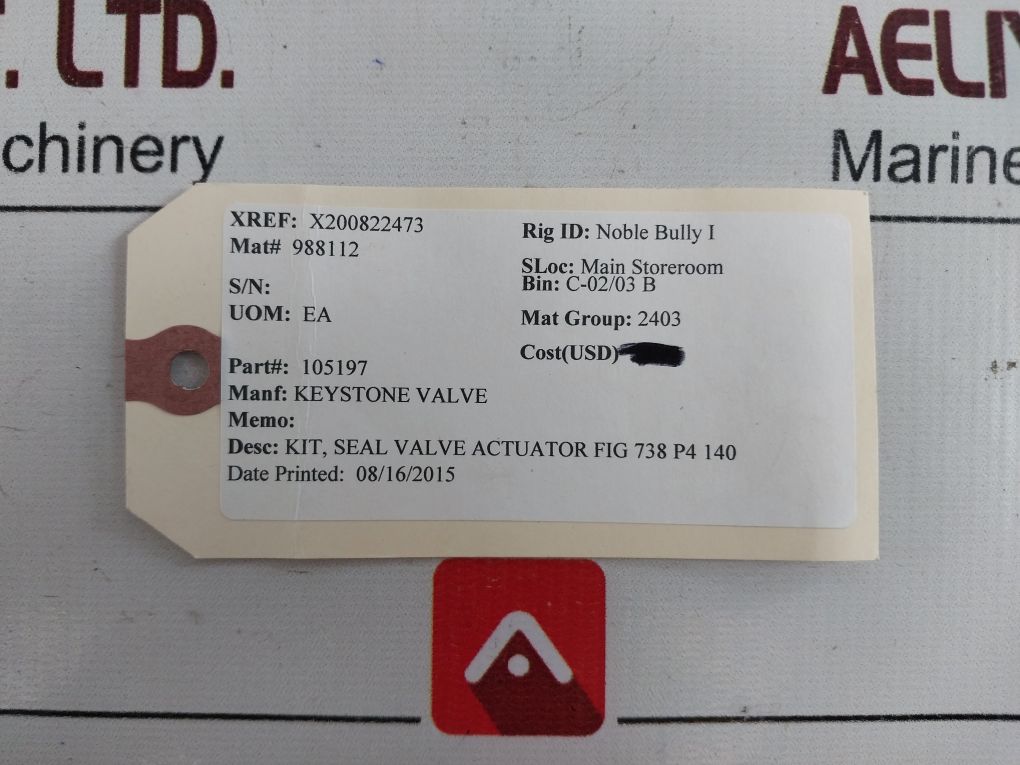 . LTD.
AELIY
chinery
Marine
XREF: X200822473
Mat# 988112
S/N:
UOM: EA
Part#: 105197
Manf: KEYSTONE VALVE
Memo:
Desc: KIT, SEAL VALVE ACTUATOR FIG 738 P4 140
Date Printed: 08/16/2015
Rig ID: Noble Bully I
SLoc: Main Storeroom
Bin: C-02/03 B
Mat Group: 2403
Cost(USD)